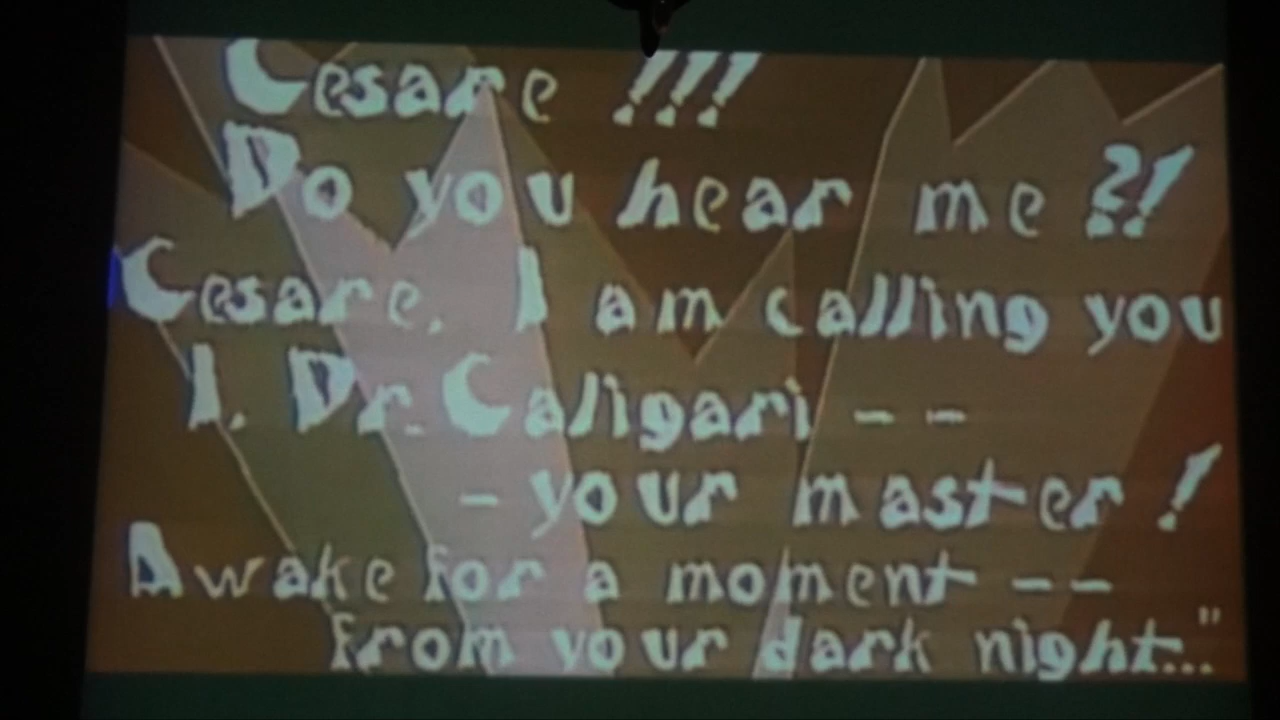 Cesare !!!
Do you hear me ?!
Cesare, I am calling you
I, Dr. Caligari - -
- your master !
Awake for a moment - -
from your dark night..."